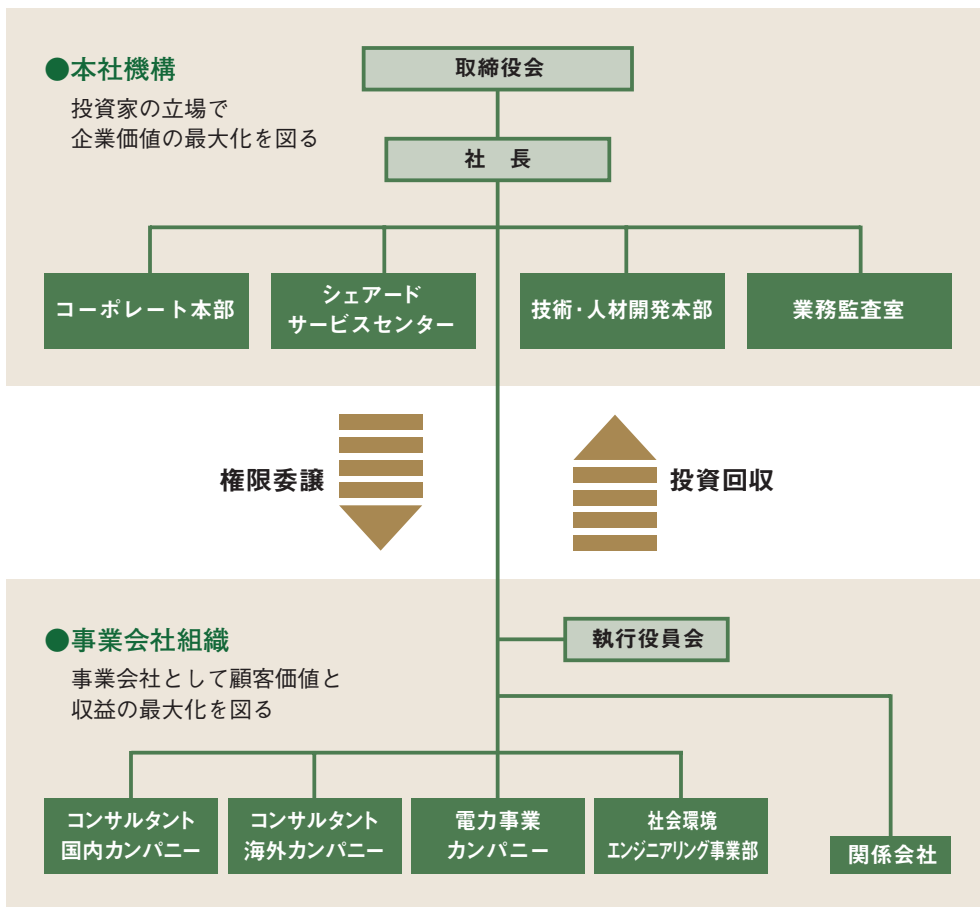 ●本社機構
投資家の立場で
企業価値の最大化を図る
取締役会
社　長
コーポレート本部
シェアード
サービスセンター
技術・人材開発本部
業務監査室
権限委譲
投資回収
●事業会社組織
事業会社として顧客価値と
収益の最大化を図る
執行役員会
コンサルタント
国内カンパニー
コンサルタント
海外カンパニー
電力事業
カンパニー
社会環境
エンジニアリング事業部
関係会社